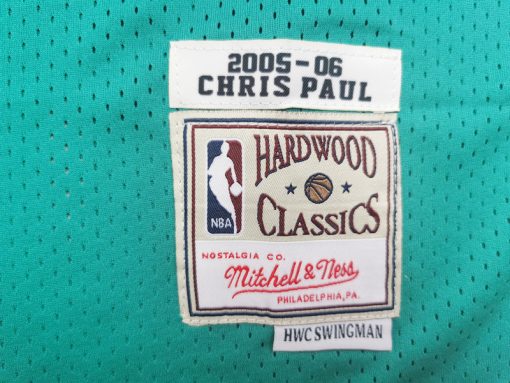 2005-06
CHRIS PAUL
HARDWOOD
CLASSICS
NBA
NOSTALGIA CO.
Mitchell & Ness
PHILADELPHIA, PA.
HWC SWINGMAN